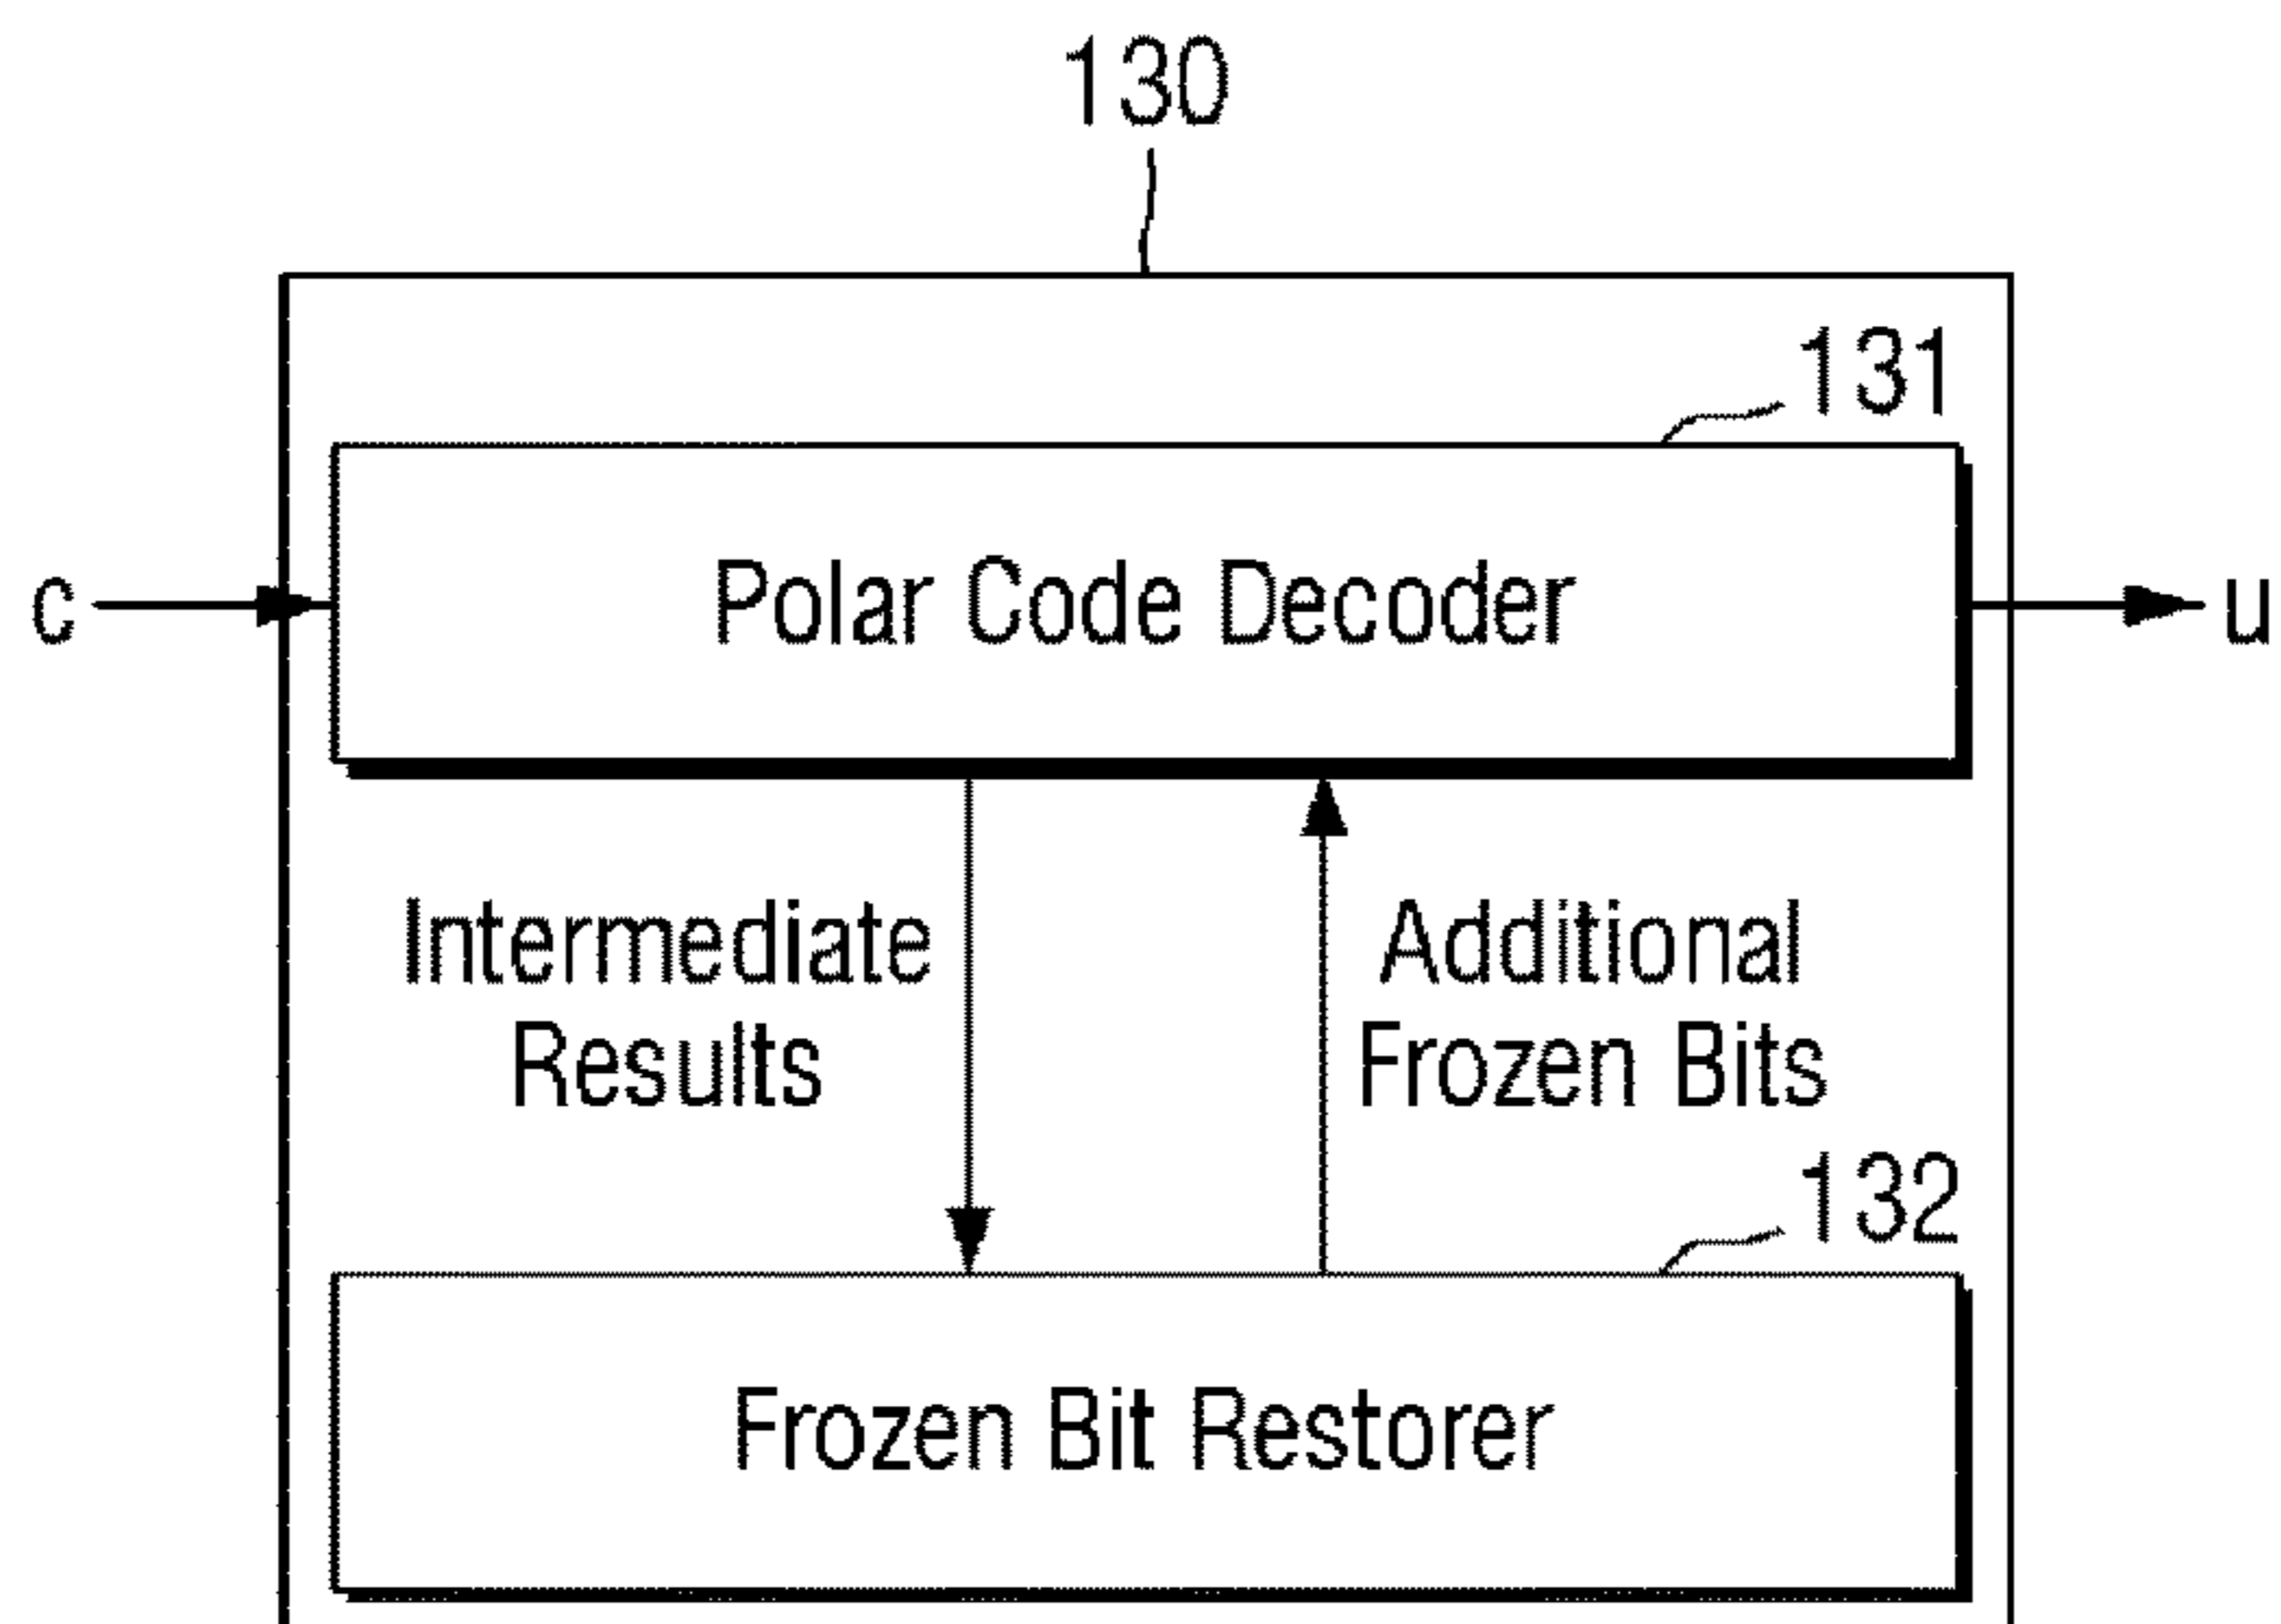 130
131
c
Polar Code Decoder
u
Intermediate
Results
Additional
Frozen Bits
132
Frozen Bit Restorer